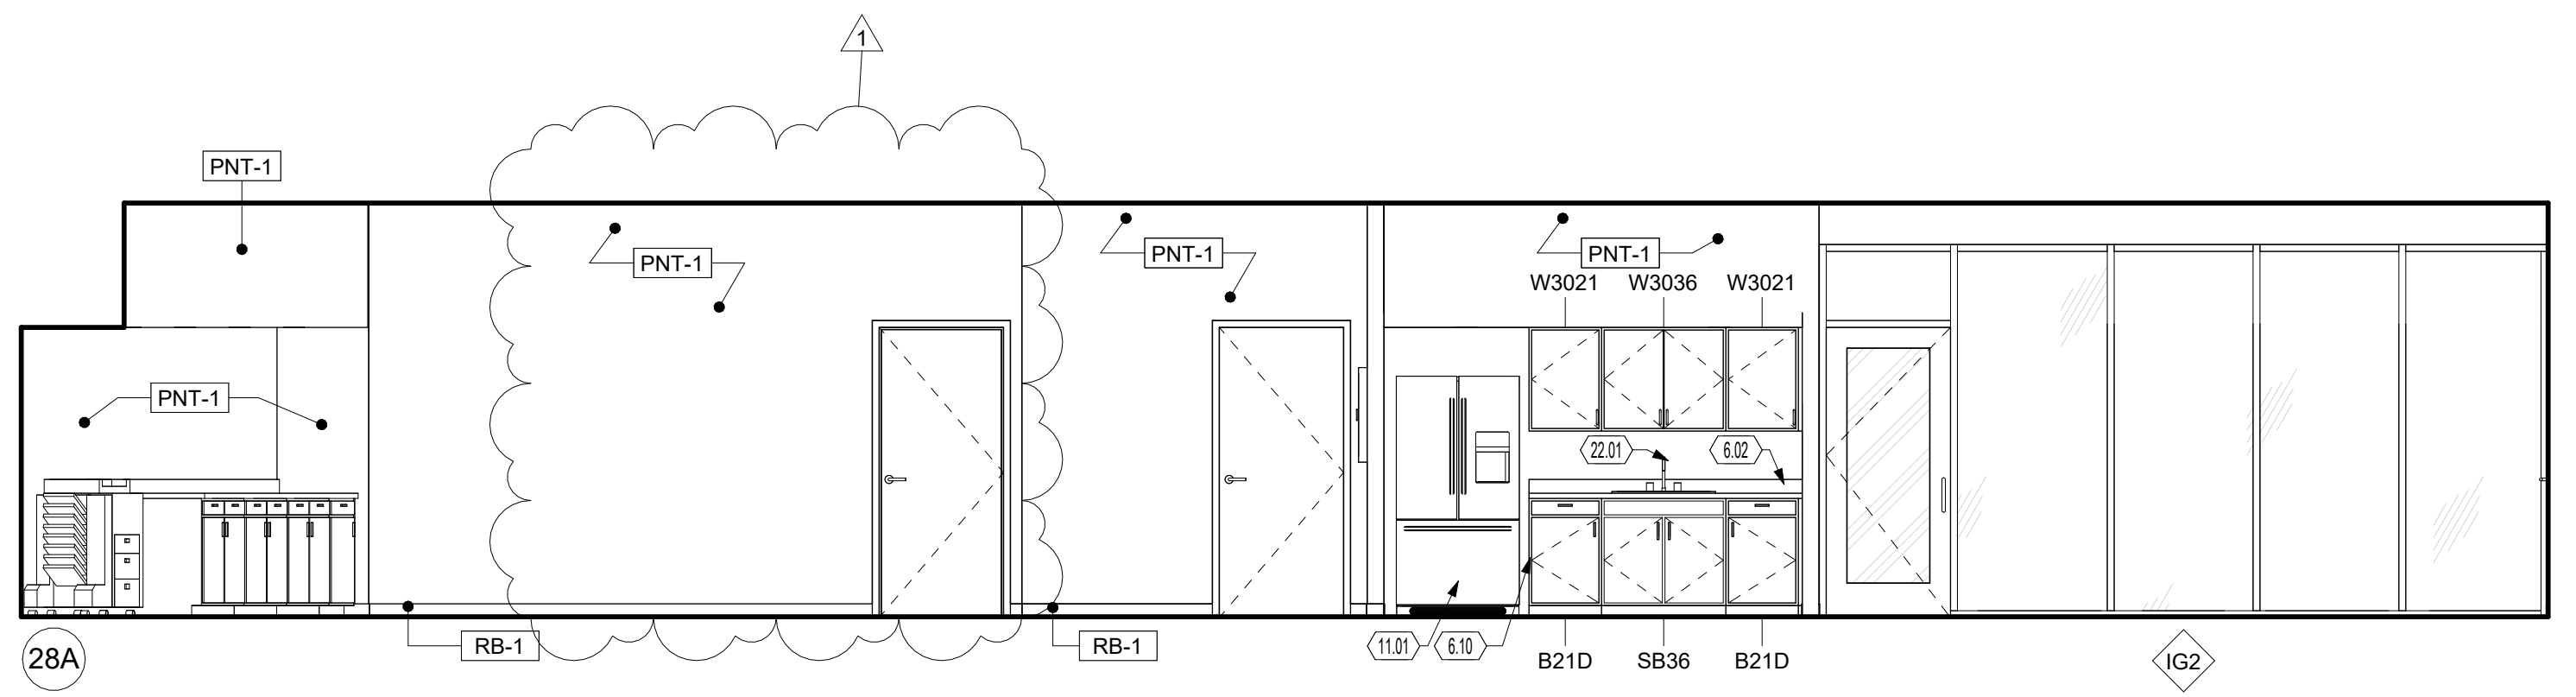 1
PNT-1
PNT-1
PNT-1
PNT-1
W3021
W3036
W3021
PNT-1
22.01
6.02
28A
RB-1
RB-1
11.01
6.10
B21D
SB36
B21D
IG2